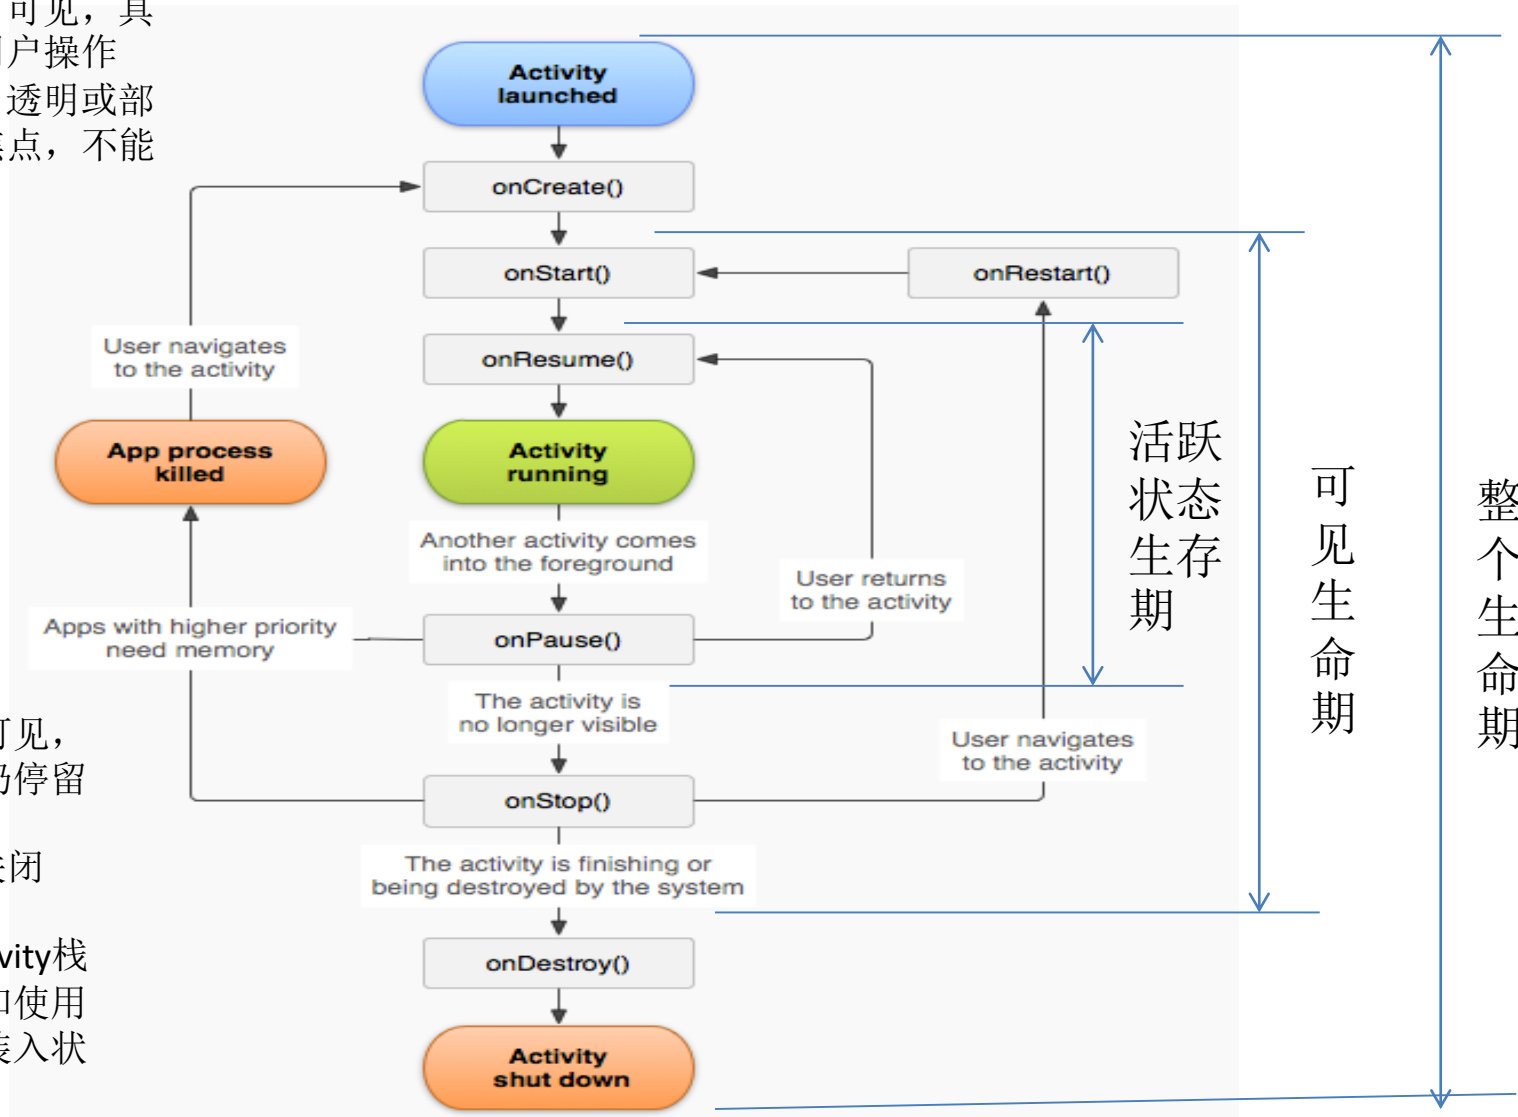 可见，具
户操作
透明或部
焦点，不能
Activity
launched
onCreate()
onStart()
onRestart()
User navigates
to the activity
onResume()
App process
killed
Activity
running
Another activity comes
into the foreground
User returns
to the activity
Apps with higher priority
need memory
onPause()
The activity is
no longer visible
User navigates
to the activity
onStop()
The activity is finishing or
being destroyed by the system
onDestroy()
Activity
shut down
活跃
状态
生存
期
可
见
生
命
期
整
个
生
命
期
可见，
仍停留
关闭
vity栈
和使用
装入状